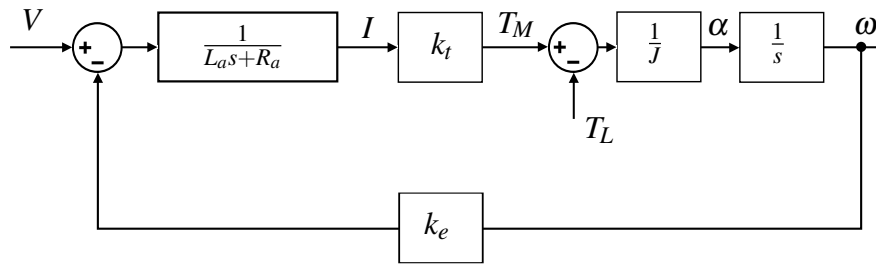 V
+
-
1/(L_a s+R_a)
I
k_t
T_M
+
-
1/J
α
1/s
ω
T_L
k_e